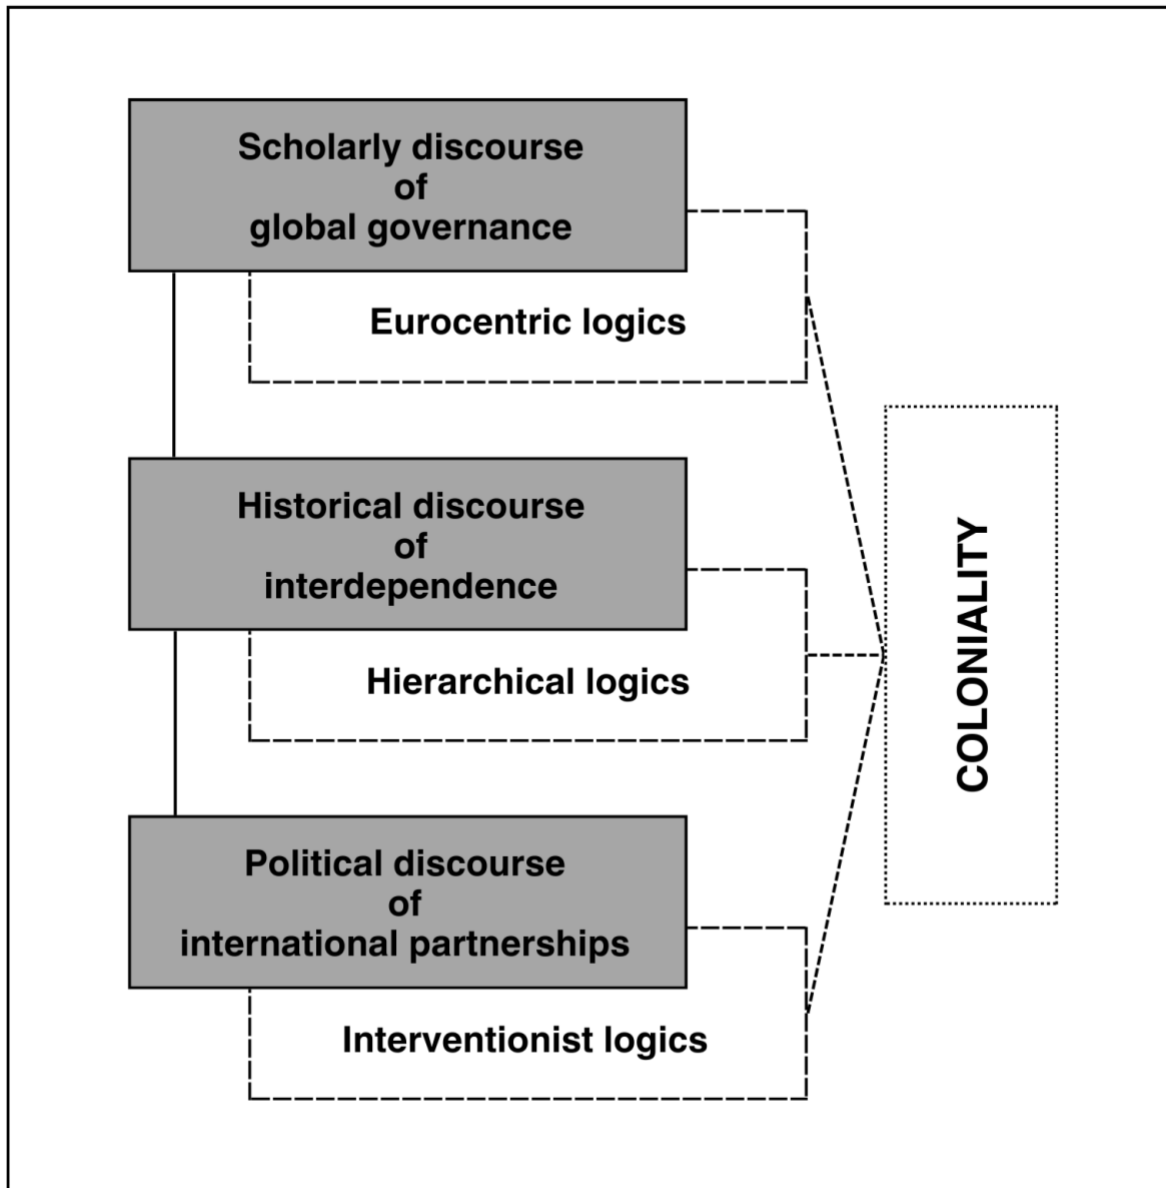 Scholarly discourse
of
global governance
Eurocentric logics
Historical discourse
of
interdependence
Hierarchical logics
Political discourse
of
international partnerships
Interventionist logics
COLONIALITY